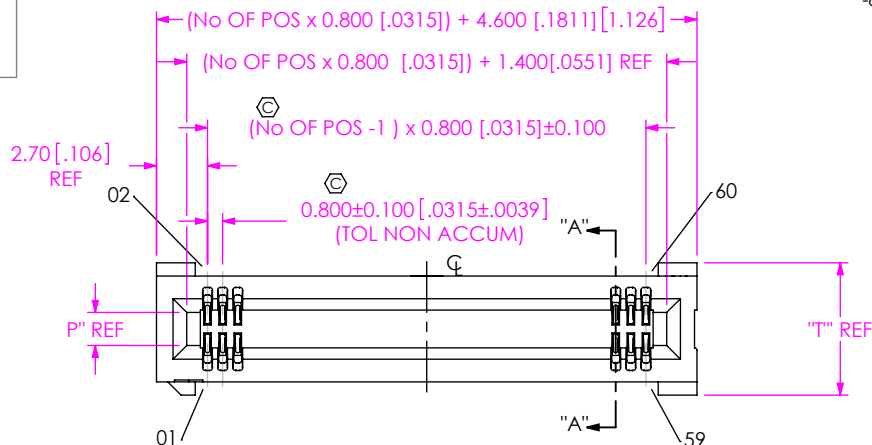 (No OF POS x 0.800 [.0315]) + 4.600 [.1811][1.126]
(No OF POS x 0.800 [.0315]) + 1.400[.0551] REF
C
(No OF POS -1 ) x 0.800 [.0315]±0.100
2.70[.106]
REF
C
02
60
0.800±0.100[.0315±.0039]
(TOL NON ACCUM)
"A"
CL
P" REF
"T" REF
"A"
01
59